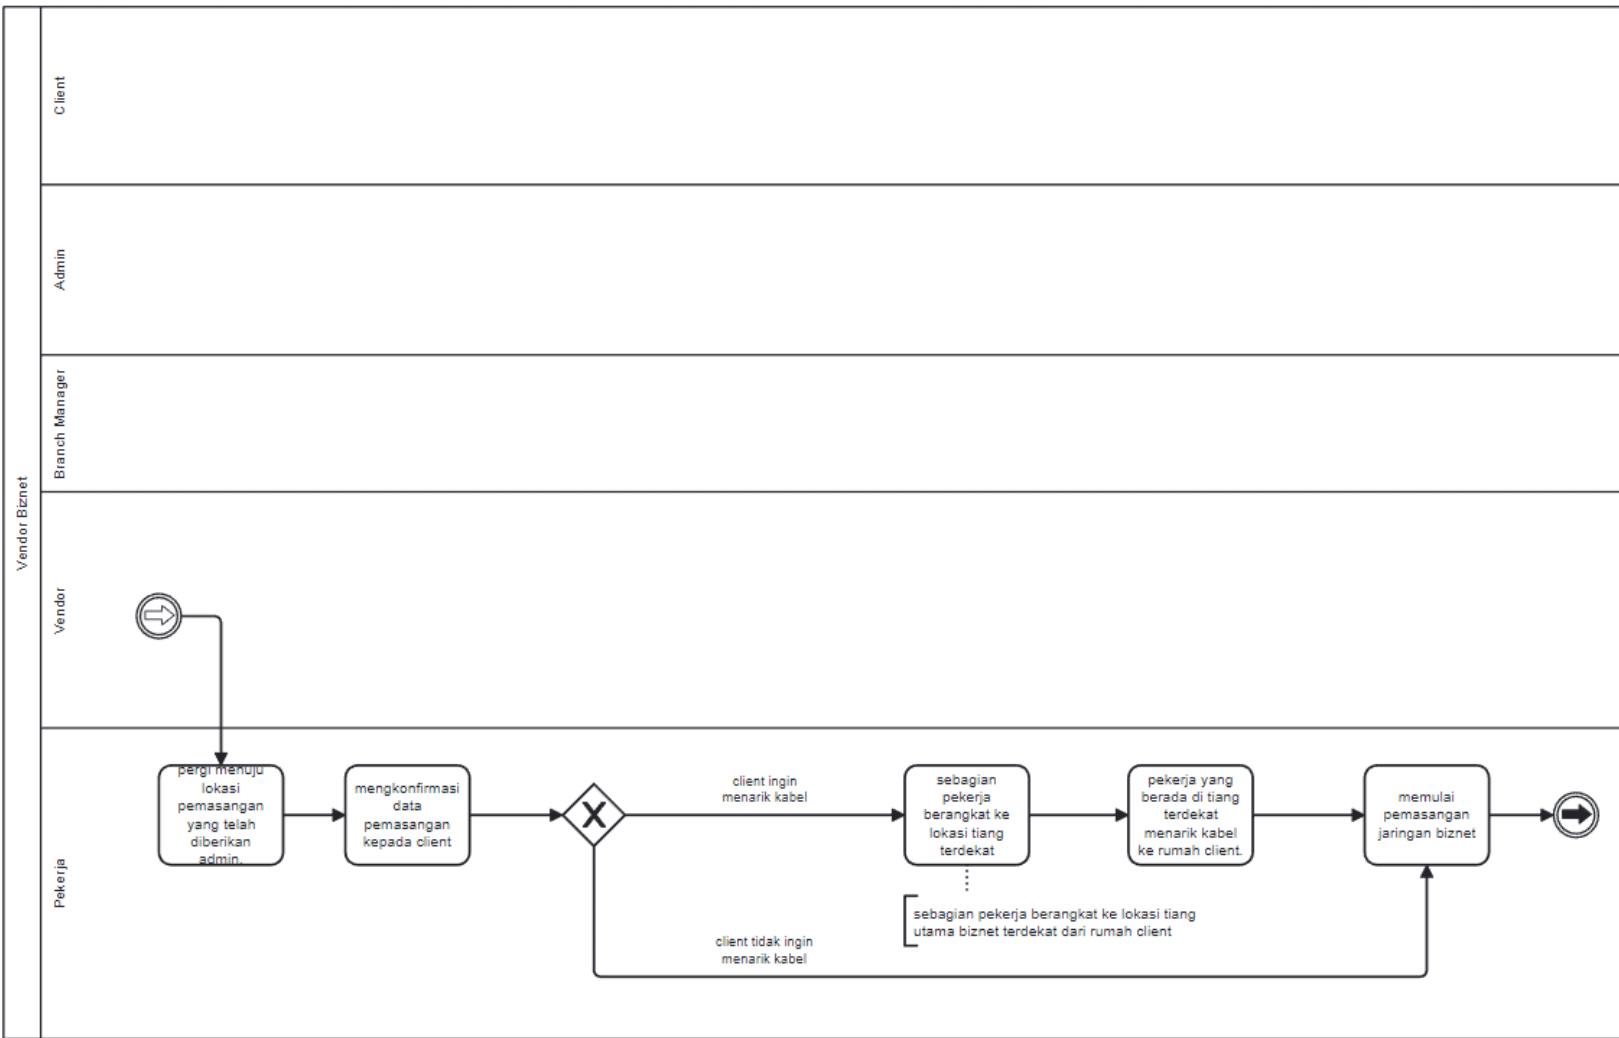 Vendor Biznet
Client
Admin
Branch Manager
Vendor
Pekerja
pergi menuju
lokasi
pemasangan
yang telah
diberikan
admin.
mengkonfirmasi
data
pemasangan
kepada client
X
client ingin
menarik kabel
client tidak ingin
menarik kabel
sebagian
pekerja
berangkat ke
lokasi tiang
terdekat
sebagian pekerja berangkat ke lokasi tiang
utama biznet terdekat dari rumah client
pekerja yang
berada di tiang
terdekat
menarik kabel
ke rumah client.
memulai
pemasangan
jaringan biznet